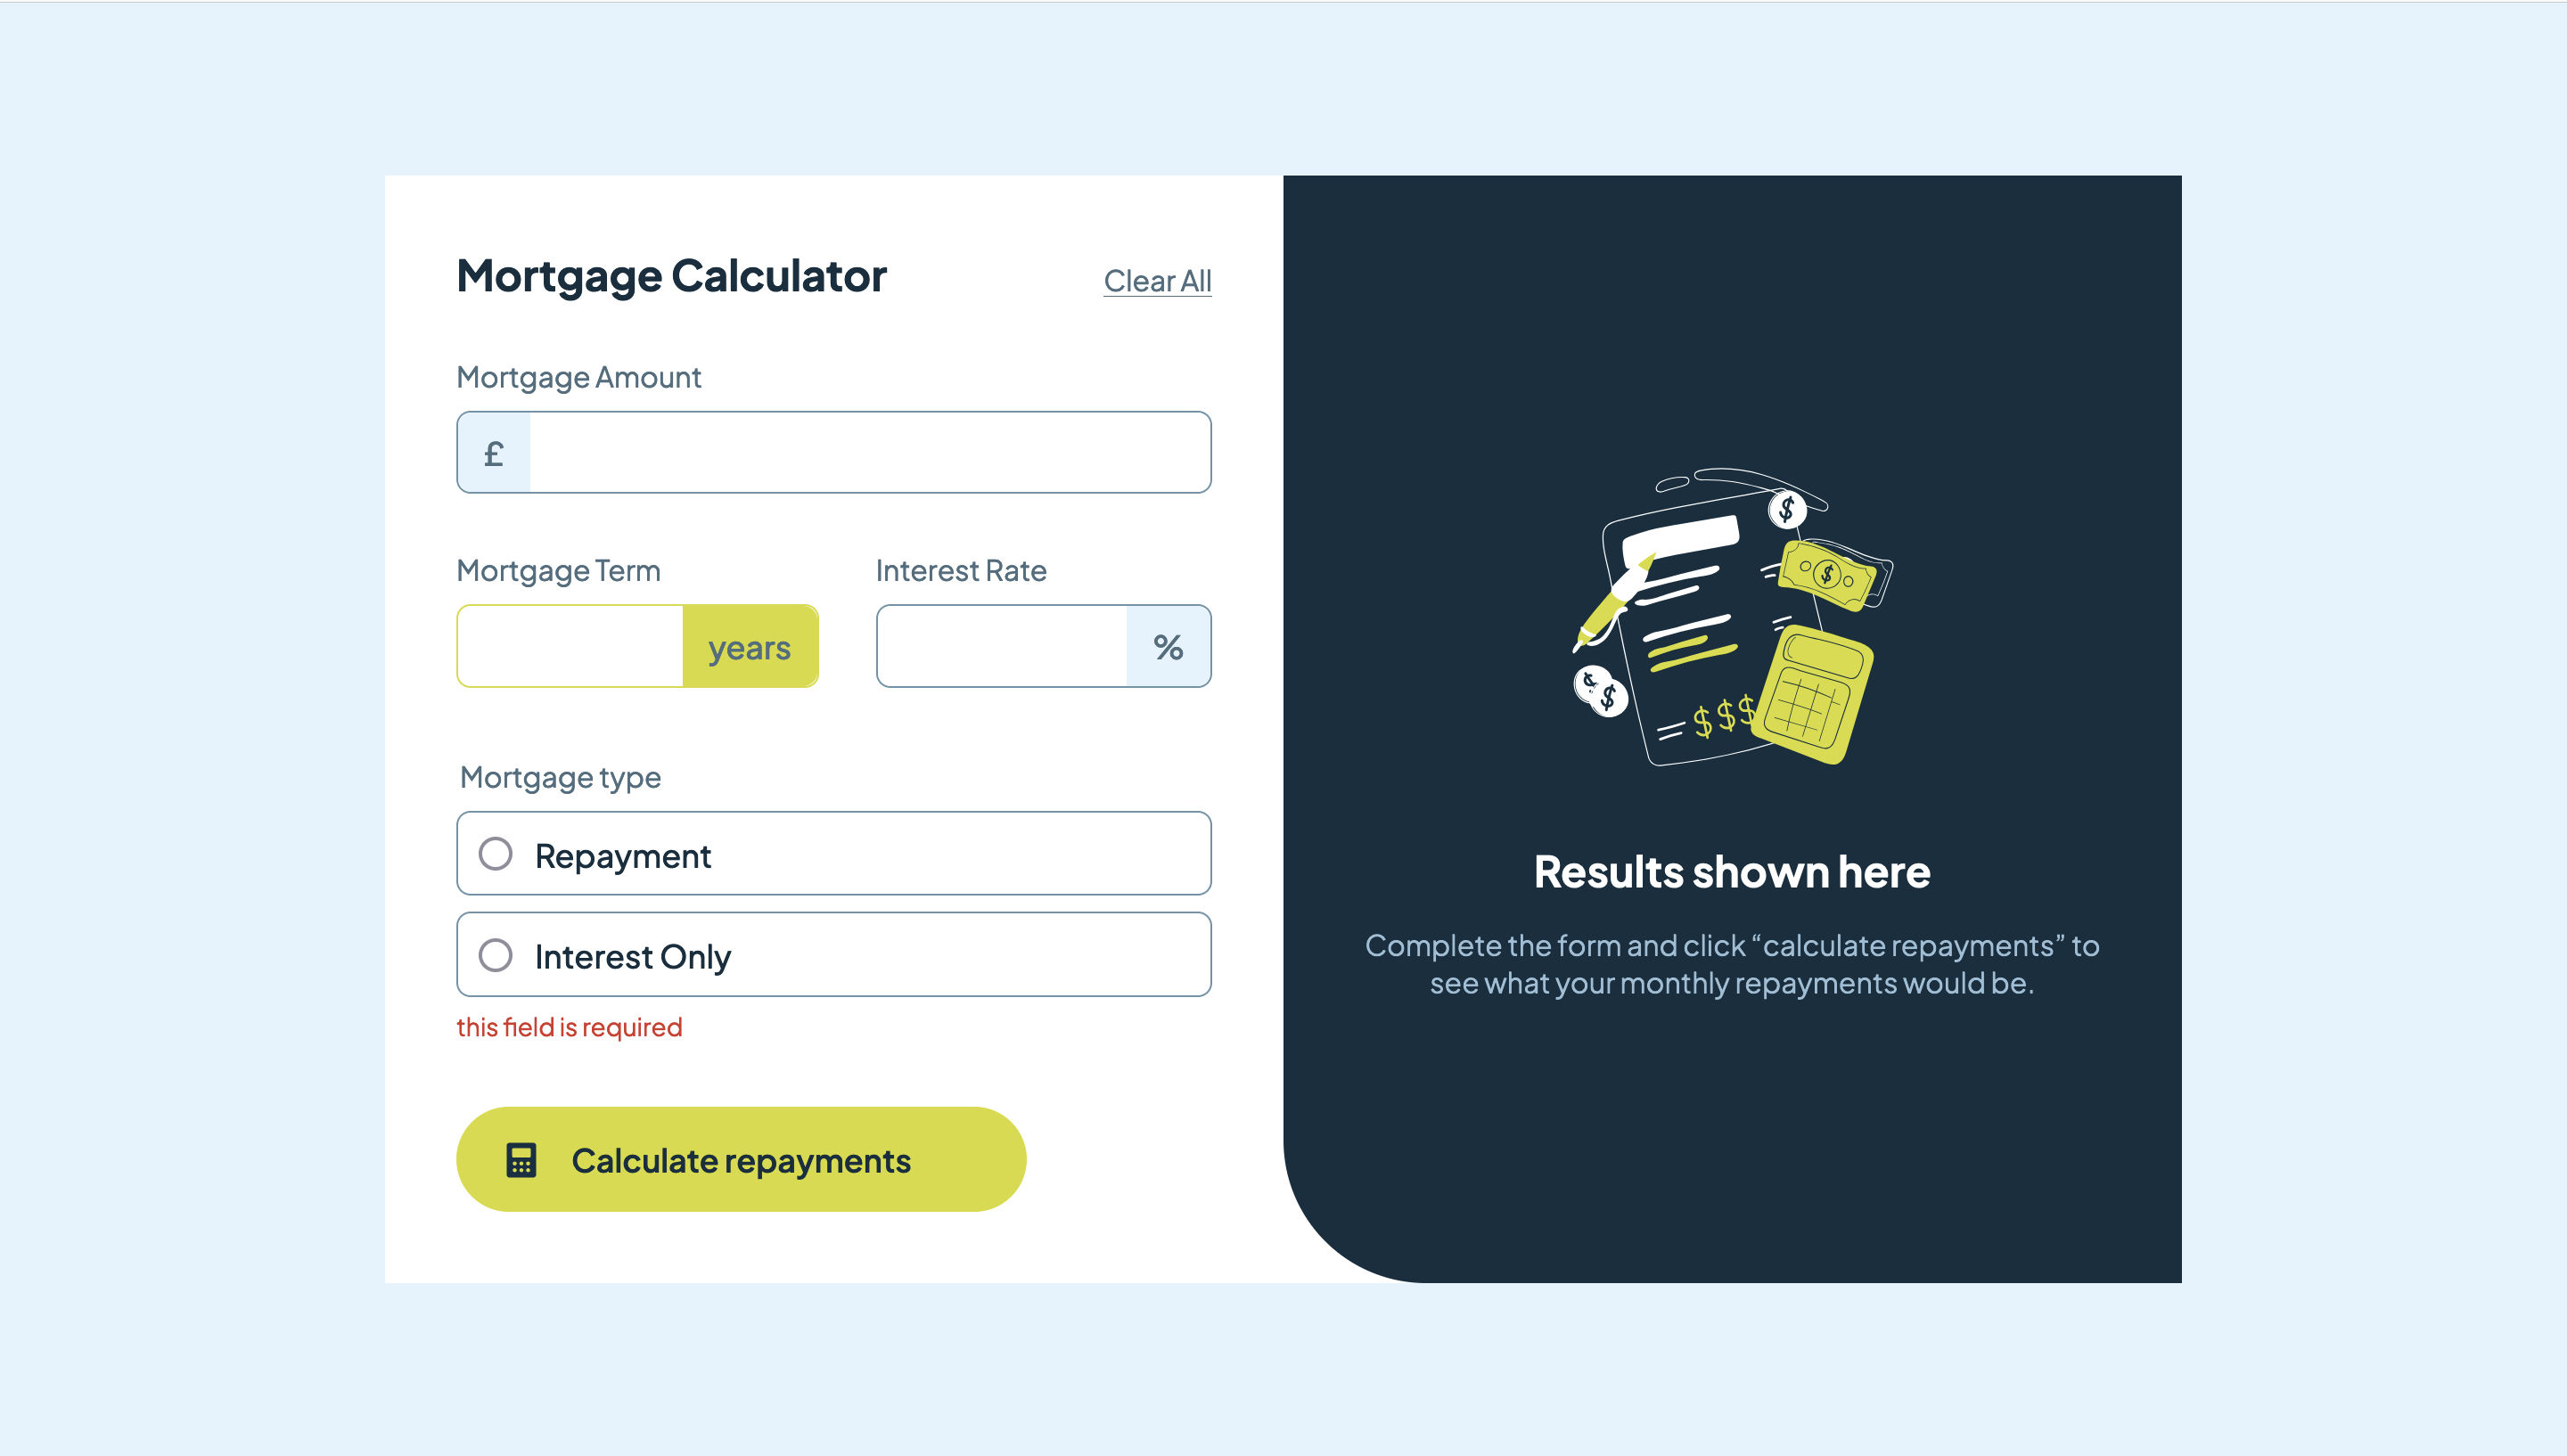 Mortgage Calculator
Clear All
Mortgage Amount
£
Mortgage Term
Interest Rate
years
%
Mortgage type
Repayment
Interest Only
this field is required
Calculate repayments
$
$
$ $
$$$
Results shown here
Complete the form and click “calculate repayments” to
see what your monthly repayments would be.